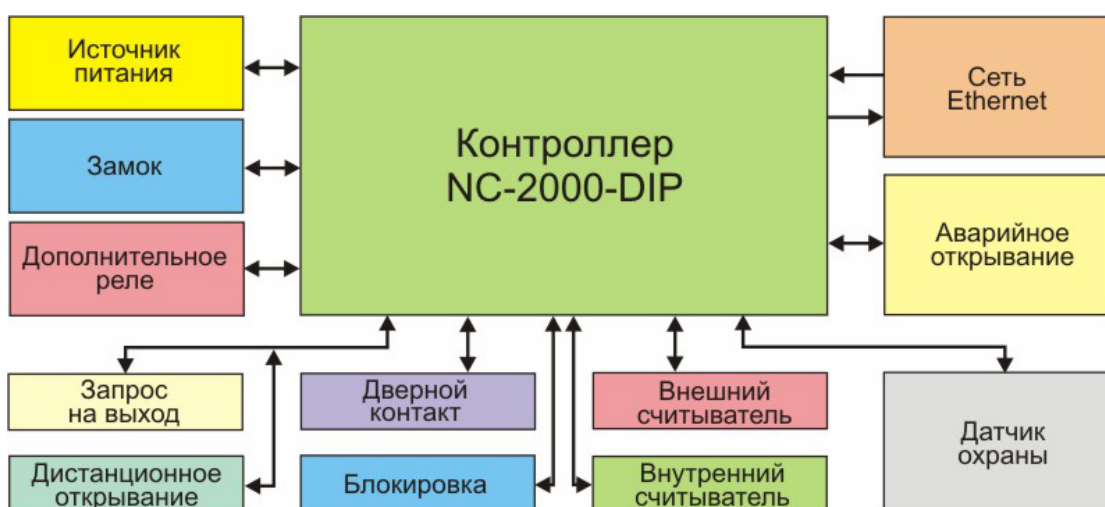 Источник
питания
Контроллер
NC-2000-DIP
Сеть
Ethernet
Замок
Аварийное
открывание
Дополнительное
реле
Запрос
на выход
Дверной
контакт
Внешний
считыватель
Датчик
охраны
Дистанционное
открывание
Блокировка
Внутренний
считыватель